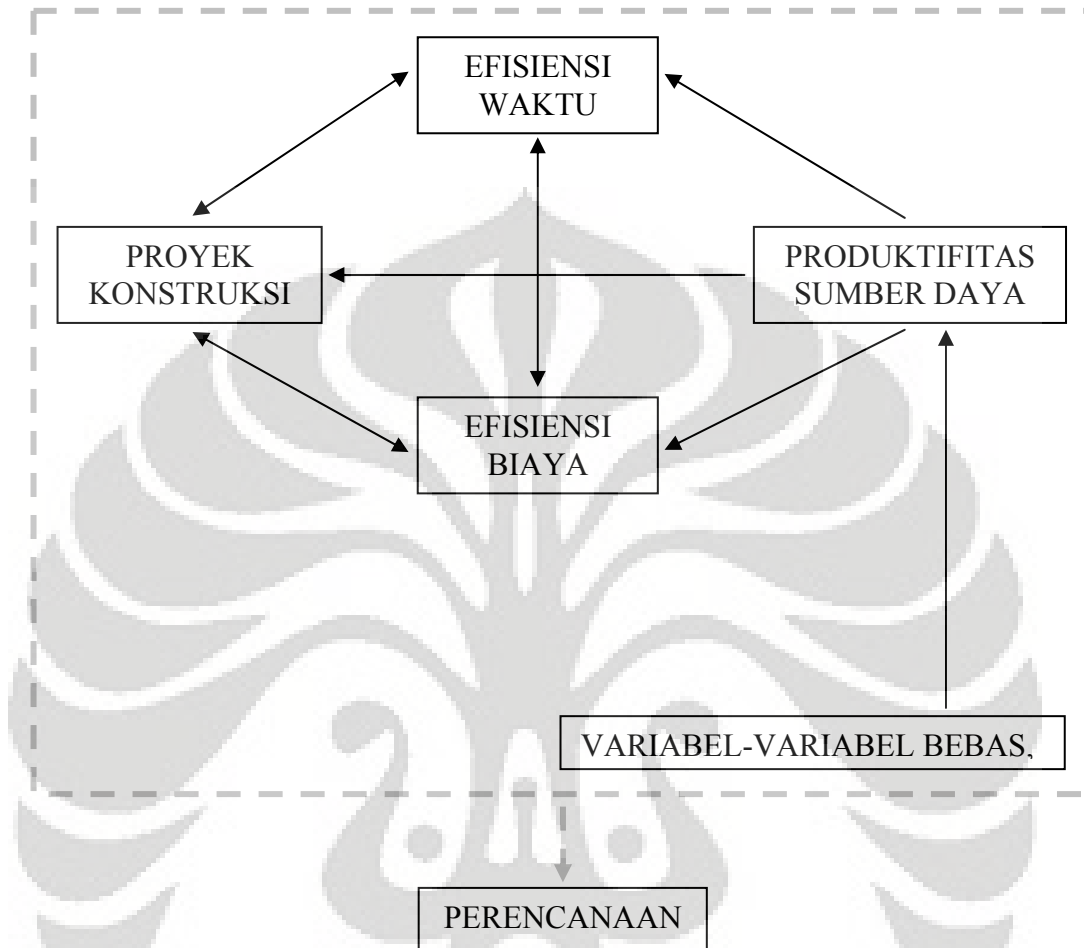 EFISIENSI
WAKTU
PROYEK
KONSTRUKSI
PRODUKTIFITAS
SUMBER DAYA
EFISIENSI
BIAYA
VARIABEL-VARIABEL BEBAS,
PERENCANAAN